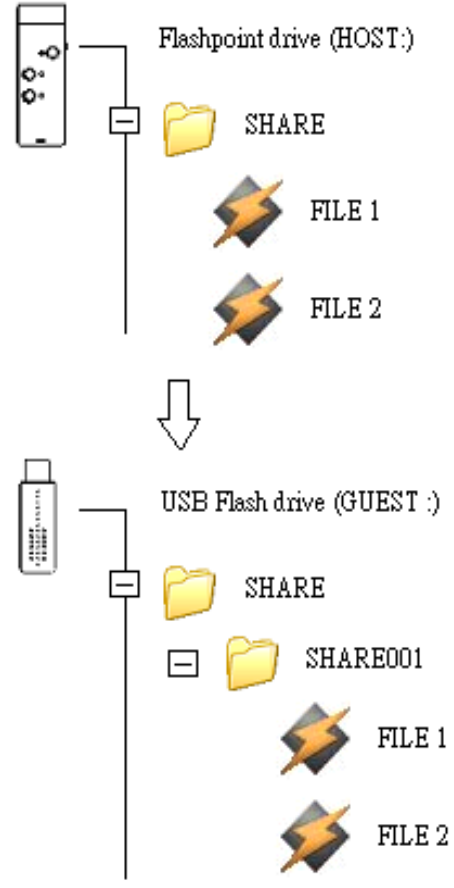 Flashpoint drive (HOST:)
SHARE
FILE 1
FILE 2
USB Flash drive (GUEST :)
SHARE
SHARE001
FILE 1
FILE 2